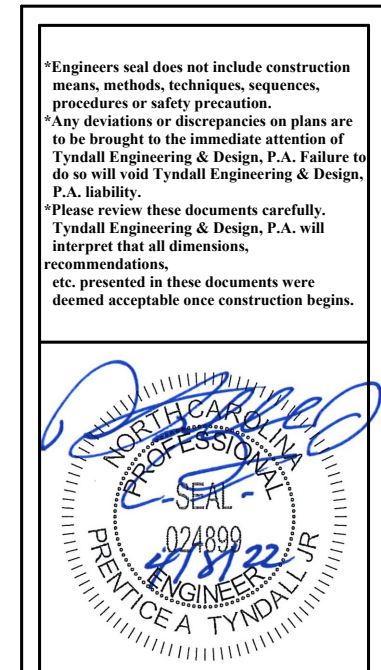 *Engineers seal does not include construction
means, methods, techniques, sequences,
procedures or safety precaution.
*Any deviations or discrepancies on plans are
to be brought to the immediate attention of
Tyndall Engineering & Design, P.A. Failure to
do so will void Tyndall Engineering & Design,
P.A. liability.
*Please review these documents carefully.
Tyndall Engineering & Design, P.A. will
interpret that all dimensions,
recommendations,
etc. presented in these documents were
deemed acceptable once construction begins.
NORTH CAROLINA
PROFESSIONAL
-SEAL-
024899
4/8/22
ENGINEER
PRENTICE A TYNDALL JR